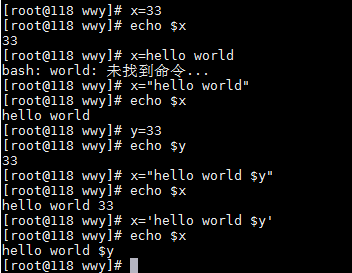 [root@118 wwy]# x=33
[root@118 wwy]# echo $x
33
[root@118 wwy]# x=hello world
bash: world: 未找到命令...
[root@118 wwy]# x="hello world"
[root@118 wwy]# echo $x
hello world
[root@118 wwy]# y=33
[root@118 wwy]# echo $y
33
[root@118 wwy]# x="hello world $y"
[root@118 wwy]# echo $x
hello world 33
[root@118 wwy]# x='hello world $y'
[root@118 wwy]# echo $x
hello world $y
[root@118 wwy]#